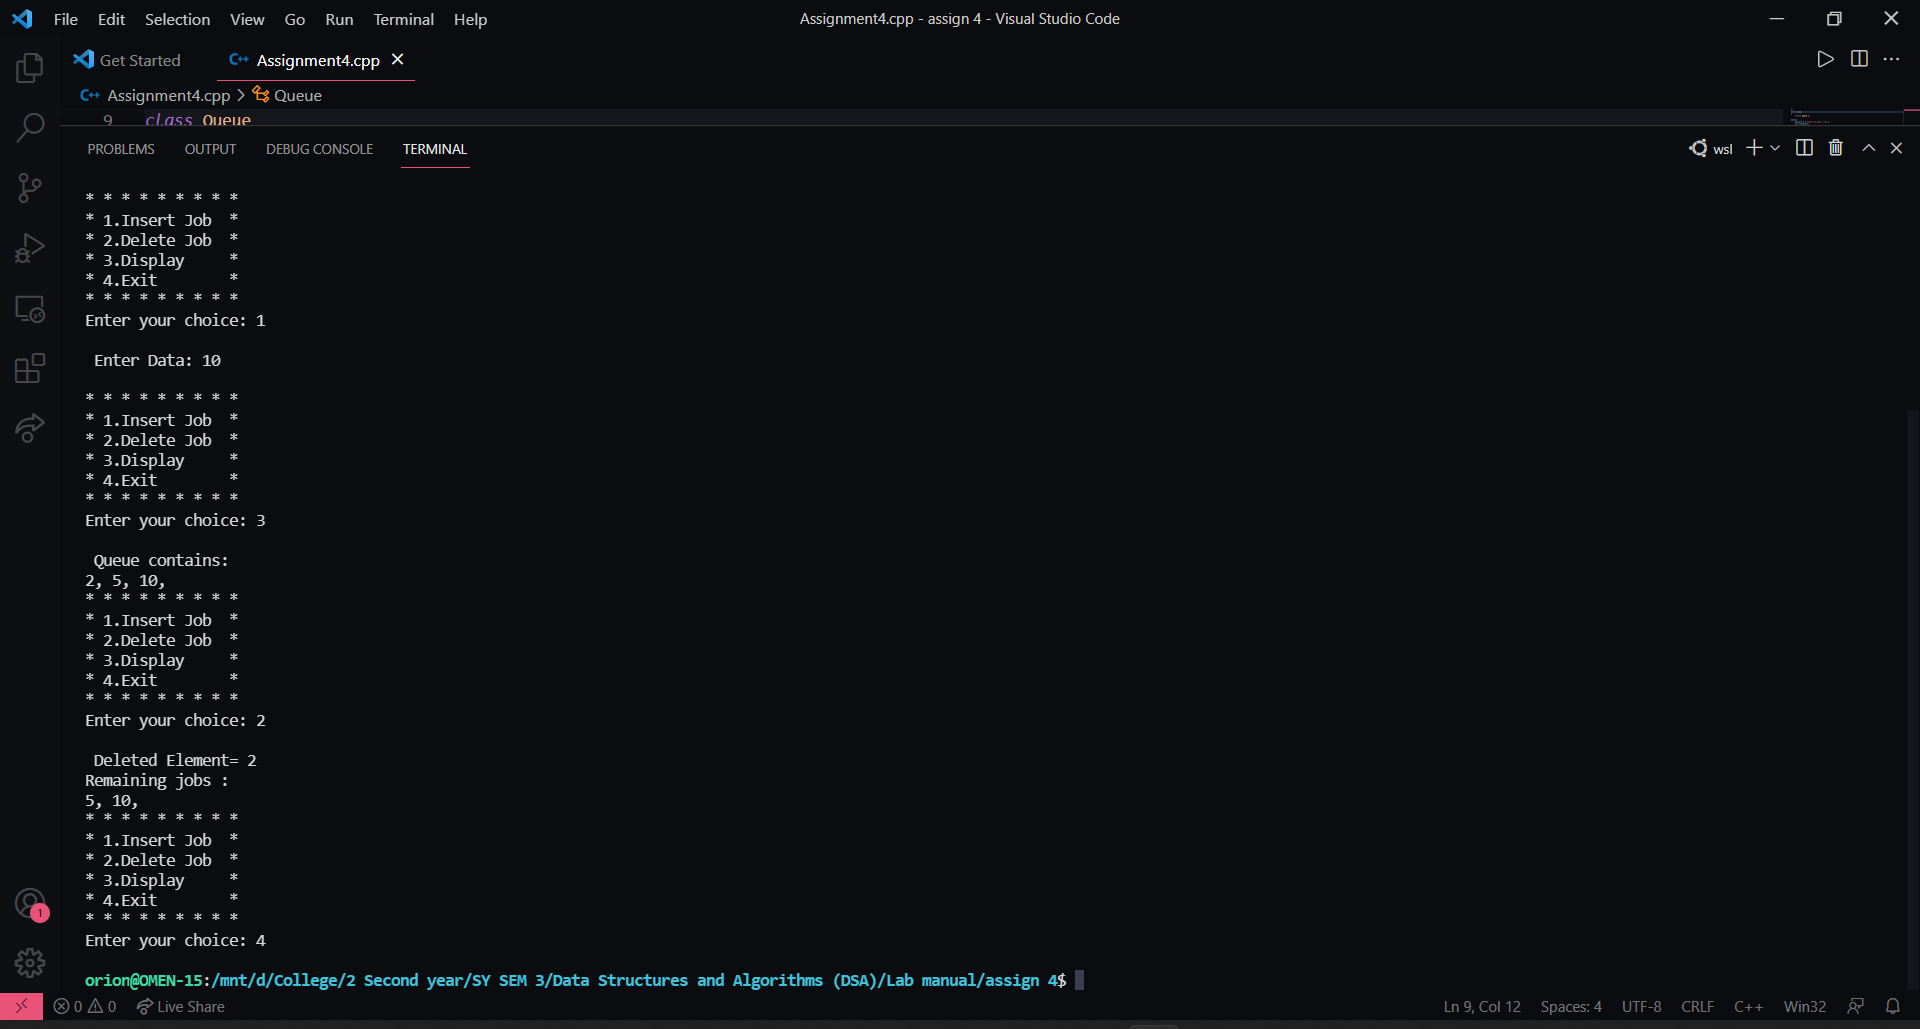 File Edit Selection View Go Run Terminal Help
Assignment4.cpp - assign 4 - Visual Studio Code
Get Started
C++ Assignment4.cpp
C++ Assignment4.cpp > Queue
9 class Queue
PROBLEMS OUTPUT DEBUG CONSOLE TERMINAL
wsl
* * * * * * * * *
* 1.Insert Job  *
* 2.Delete Job  *
* 3.Display     *
* 4.Exit        *
* * * * * * * * *
Enter your choice: 1
Enter Data: 10
* * * * * * * * *
* 1.Insert Job  *
* 2.Delete Job  *
* 3.Display     *
* 4.Exit        *
* * * * * * * * *
Enter your choice: 3
Queue contains:
2, 5, 10,
* * * * * * * * *
* 1.Insert Job  *
* 2.Delete Job  *
* 3.Display     *
* 4.Exit        *
* * * * * * * * *
Enter your choice: 2
Deleted Element= 2
Remaining jobs :
5, 10,
* * * * * * * * *
* 1.Insert Job  *
* 2.Delete Job  *
* 3.Display     *
* 4.Exit        *
* * * * * * * * *
Enter your choice: 4
orion@OMEN-15:/mnt/d/College/2 Second year/SY SEM 3/Data Structures and Algorithms (DSA)/Lab manual/assign 4$
1
0 0 Live Share
Ln 9, Col 12 Spaces: 4 UTF-8 CRLF C++ Win32